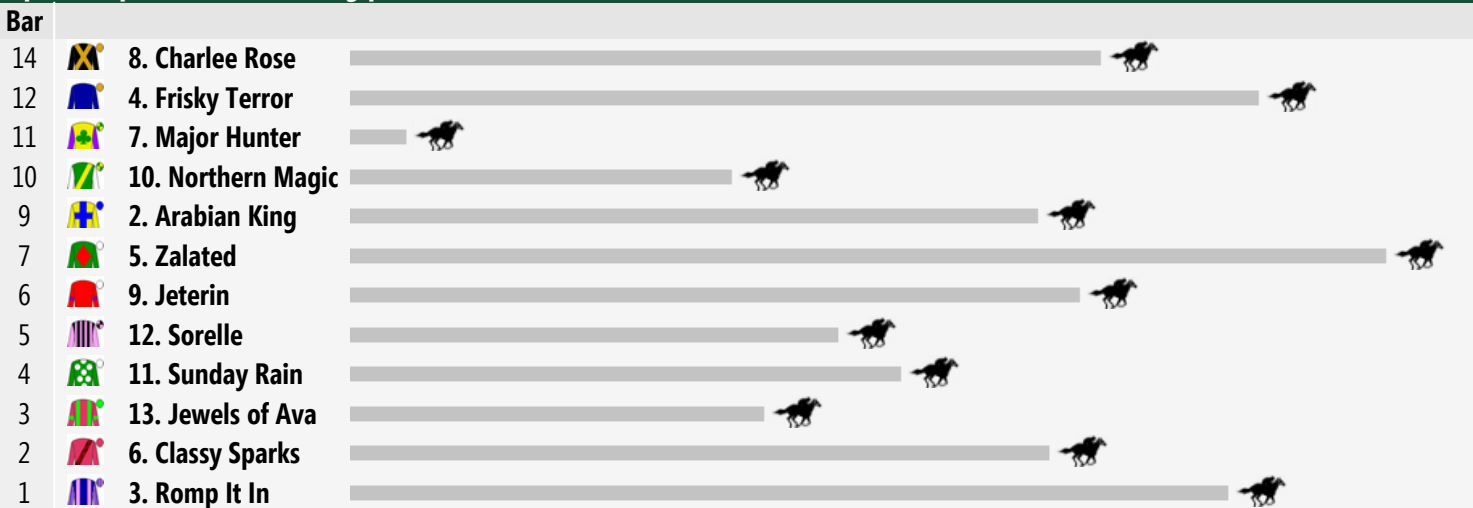 Bar
14 8. Charlee Rose
12 4. Frisky Terror
11 7. Major Hunter
10 10. Northern Magic
9 2. Arabian King
7 5. Zalated
6 9. Jeterin
5 12. Sorelle
4 11. Sunday Rain
3 13. Jewels of Ava
2 6. Classy Sparks
1 3. Romp It In